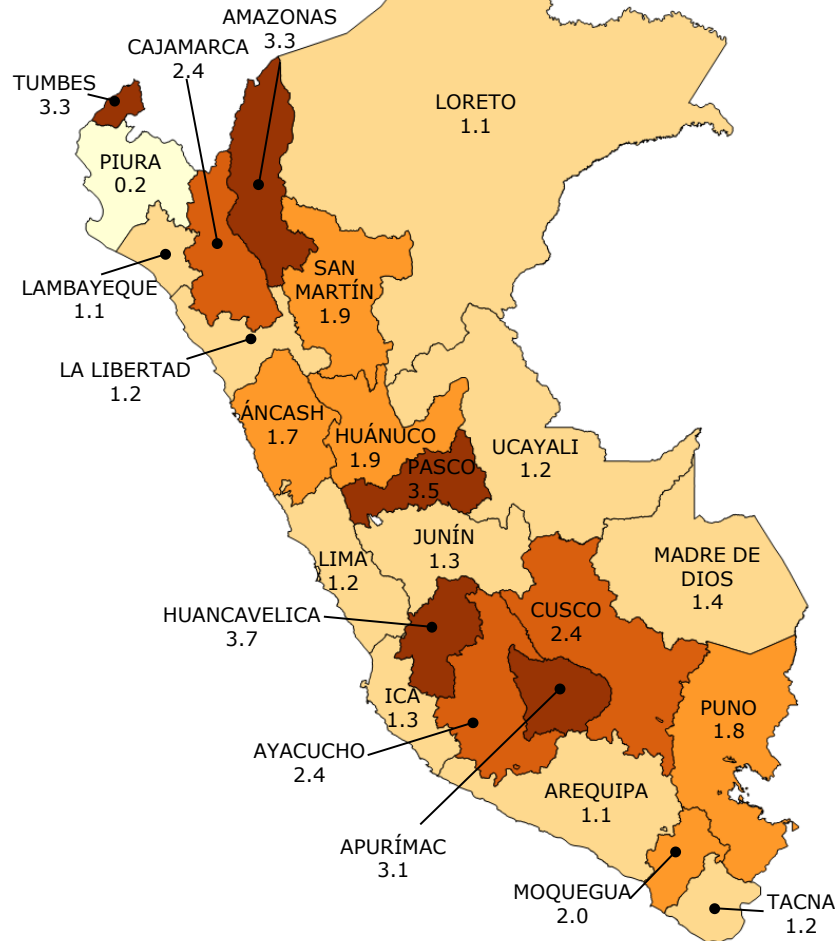 AMAZONAS
3.3
CAJAMARCA
2.4
TUMBES
3.3
LORETO
1.1
PIURA
0.2
LAMBAYEQUE
1.1
SAN
MARTÍN
1.9
LA LIBERTAD
1.2
ÁNCASH
1.7
HUÁNUCO
1.9
UCAYALI
1.2
PASCO
3.5
JUNÍN
1.3
LIMA
1.2
MADRE DE
DIOS
1.4
HUANCAVELICA
3.7
CUSCO
2.4
ICA
1.3
PUNO
1.8
AYACUCHO
2.4
AREQUIPA
1.1
APURÍMAC
3.1
MOQUEGUA
2.0
TACNA
1.2